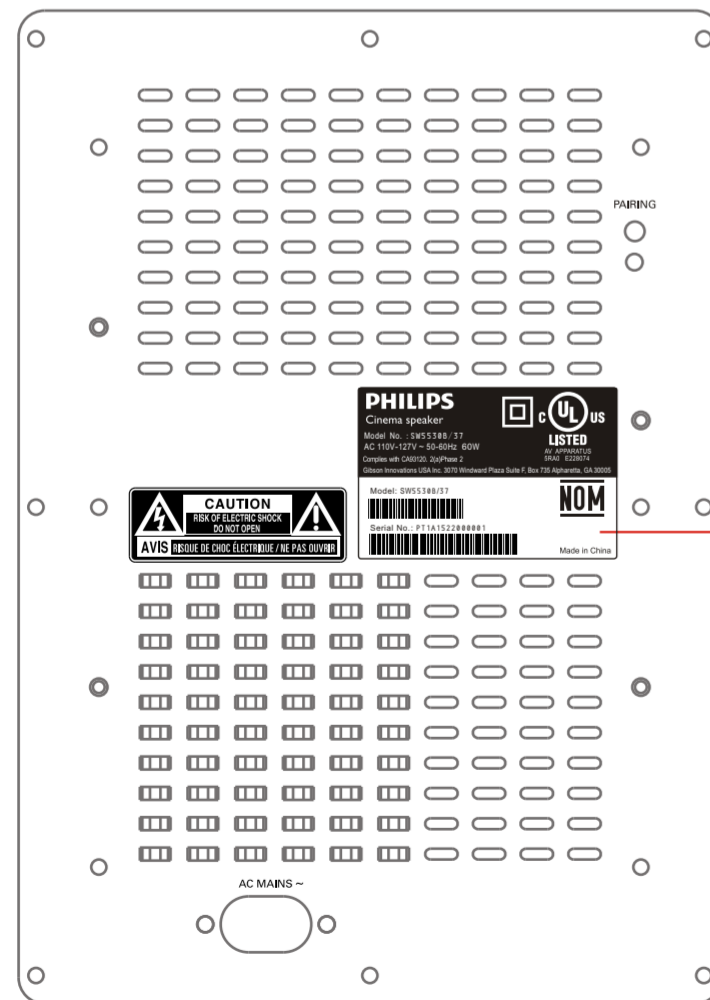 PAIRING
PHILIPS
Cinema speaker
Model No. : SW5530B/37
AC 110V-127V ~ 50-60Hz 60W
Complies with CA60120. 2(a)Phase 2
Gibson Innovations USA Inc. 3070 Windward Plaza Suite F, Box 735 Alpharetta, GA 30005
C UL US
LISTED
AV APPARATUS
5RA0 E228074
Model: SW5530B/37
NOM
Serial No.: PT1A1522000001
Made in China
CAUTION
RISK OF ELECTRIC SHOCK
DO NOT OPEN
AVIS RISQUE DE CHOC ÉLECTRIQUE / NE PAS OUVRIR
AC MAINS ~